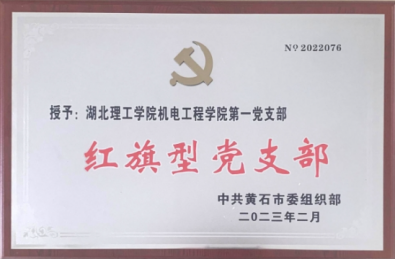 №2022076
授予：湖北理工学院机电工程学院第一党支部
红旗型党支部
中共黄石市委组织部
二〇二三年二月